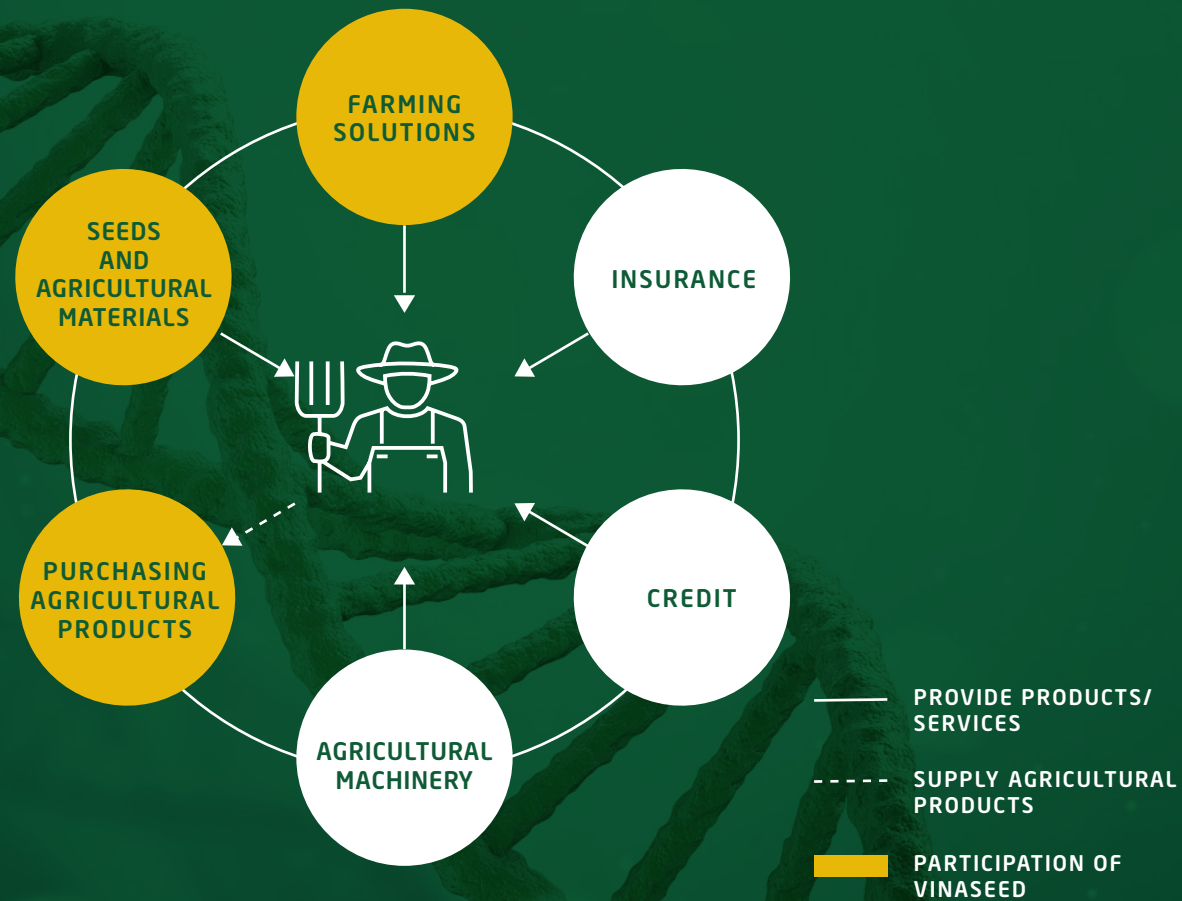 FARMING
SOLUTIONS
SEEDS
AND
AGRICULTURAL
MATERIALS
INSURANCE
PURCHASING
AGRICULTURAL
PRODUCTS
CREDIT
AGRICULTURAL
MACHINERY
PROVIDE PRODUCTS/
SERVICES
SUPPLY AGRICULTURAL
PRODUCTS
PARTICIPATION OF
VINASEED